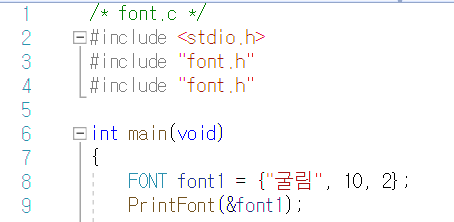 1 /* font.c */
2 #include <stdio.h>
3 #include "font.h"
4 #include "font.h"
5
6 int main(void)
7 {
8 FONT font1 = {"굴림", 10, 2};
9 PrintFont(&font1);